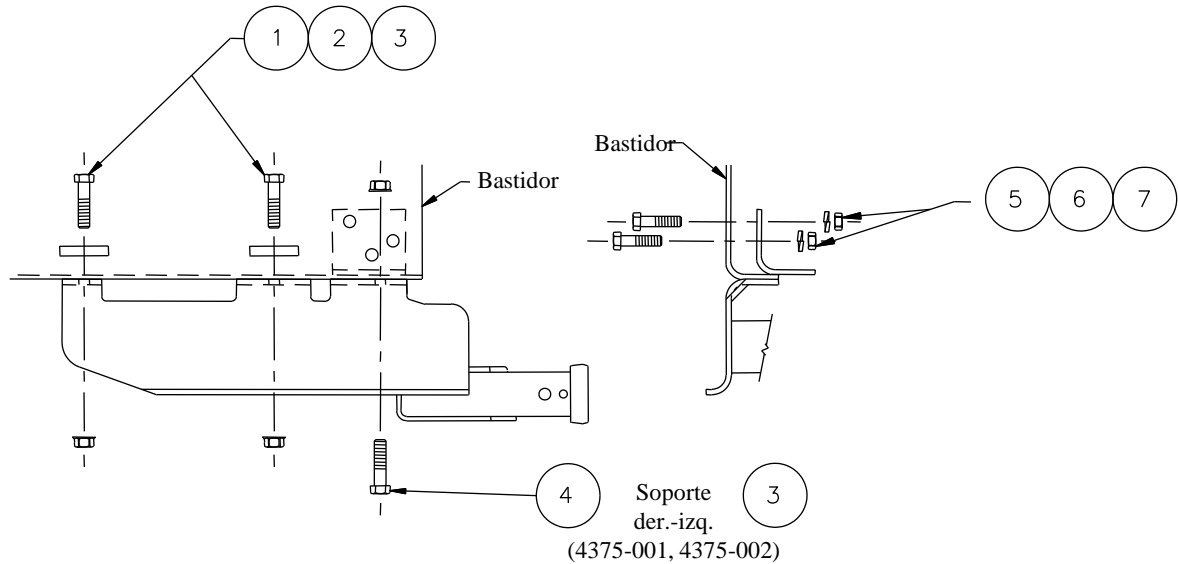 1 2 3
Bastidor
Bastidor
5 6 7
4
Soporte
der.-izq.
(4375-001, 4375-002)
3